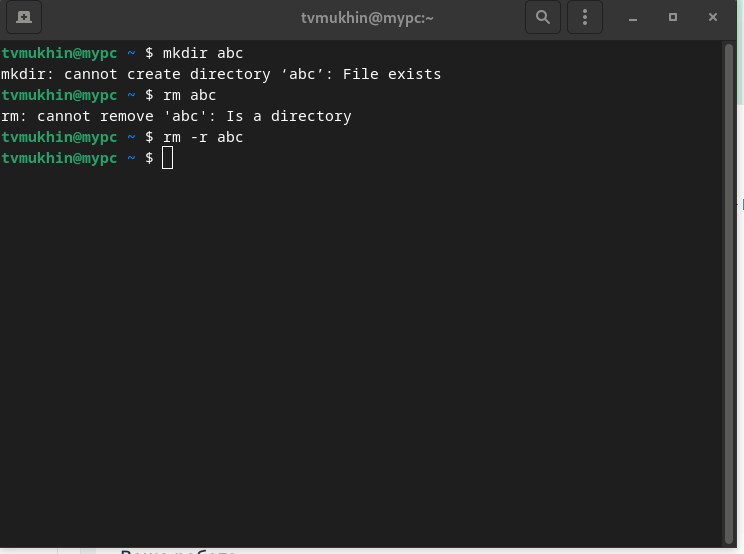 tvmukhin@mypc:~
tvmukhin@mypc ~ $ mkdir abc
mkdir: cannot create directory ‘abc’: File exists
tvmukhin@mypc ~ $ rm abc
rm: cannot remove 'abc': Is a directory
tvmukhin@mypc ~ $ rm -r abc
tvmukhin@mypc ~ $